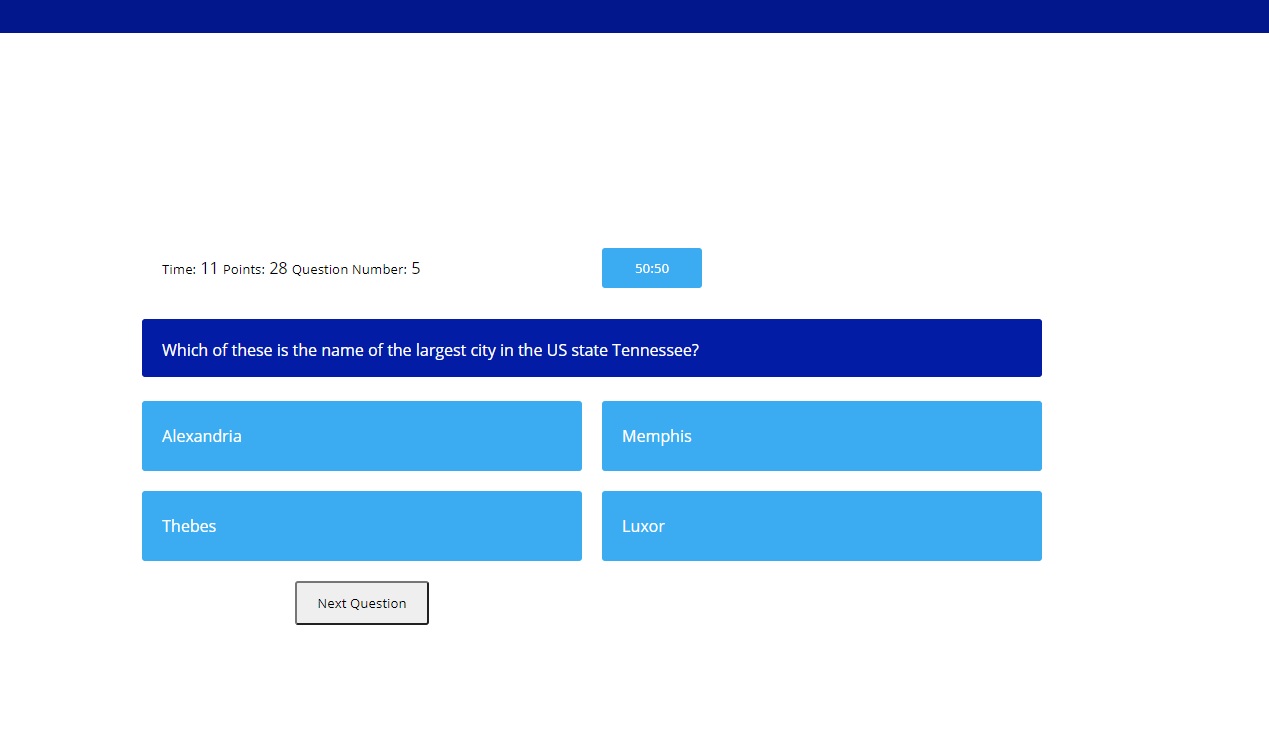 Time: 11 Points: 28 Question Number: 5
50:50
Which of these is the name of the largest city in the US state Tennessee?
Alexandria
Memphis
Thebes
Luxor
Next Question